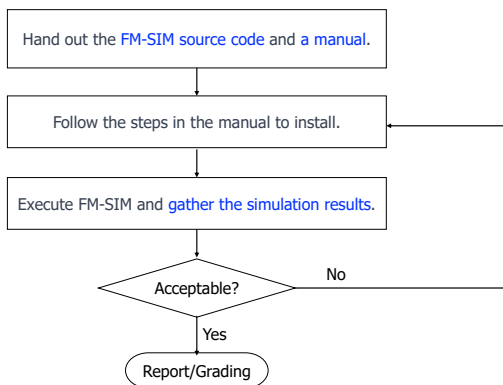 Hand out the FM-SIM source code and a manual.
Follow the steps in the manual to install.
Execute FM-SIM and gather the simulation results.
Acceptable?
No
Yes
Report/Grading